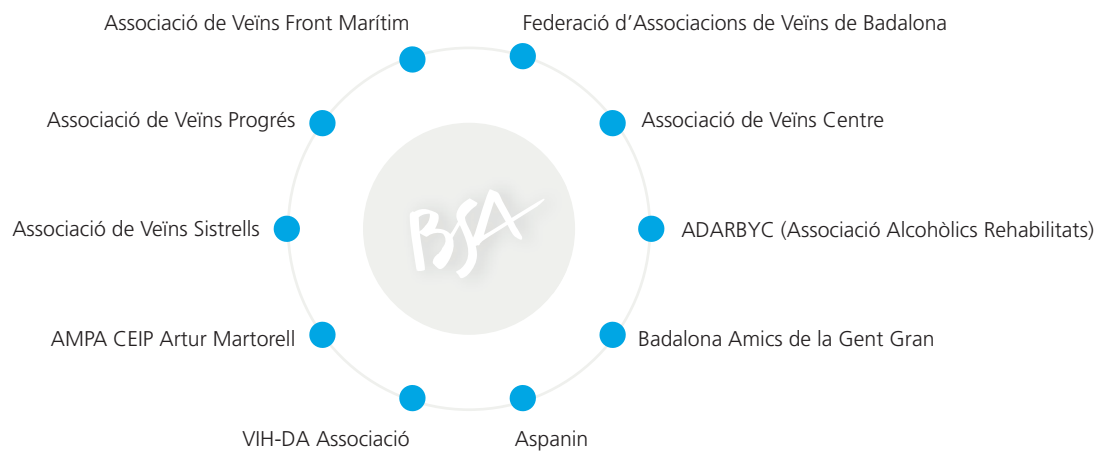 Associació de Veïns Front Marítim
Federació d’Associacions de Veïns de Badalona
Associació de Veïns Progrés
Associació de Veïns Centre
BSA
Associació de Veïns Sistrells
ADARBYC (Associació Alcohòlics Rehabilitats)
AMPA CEIP Artur Martorell
Badalona Amics de la Gent Gran
VIH-DA Associació
Aspanin